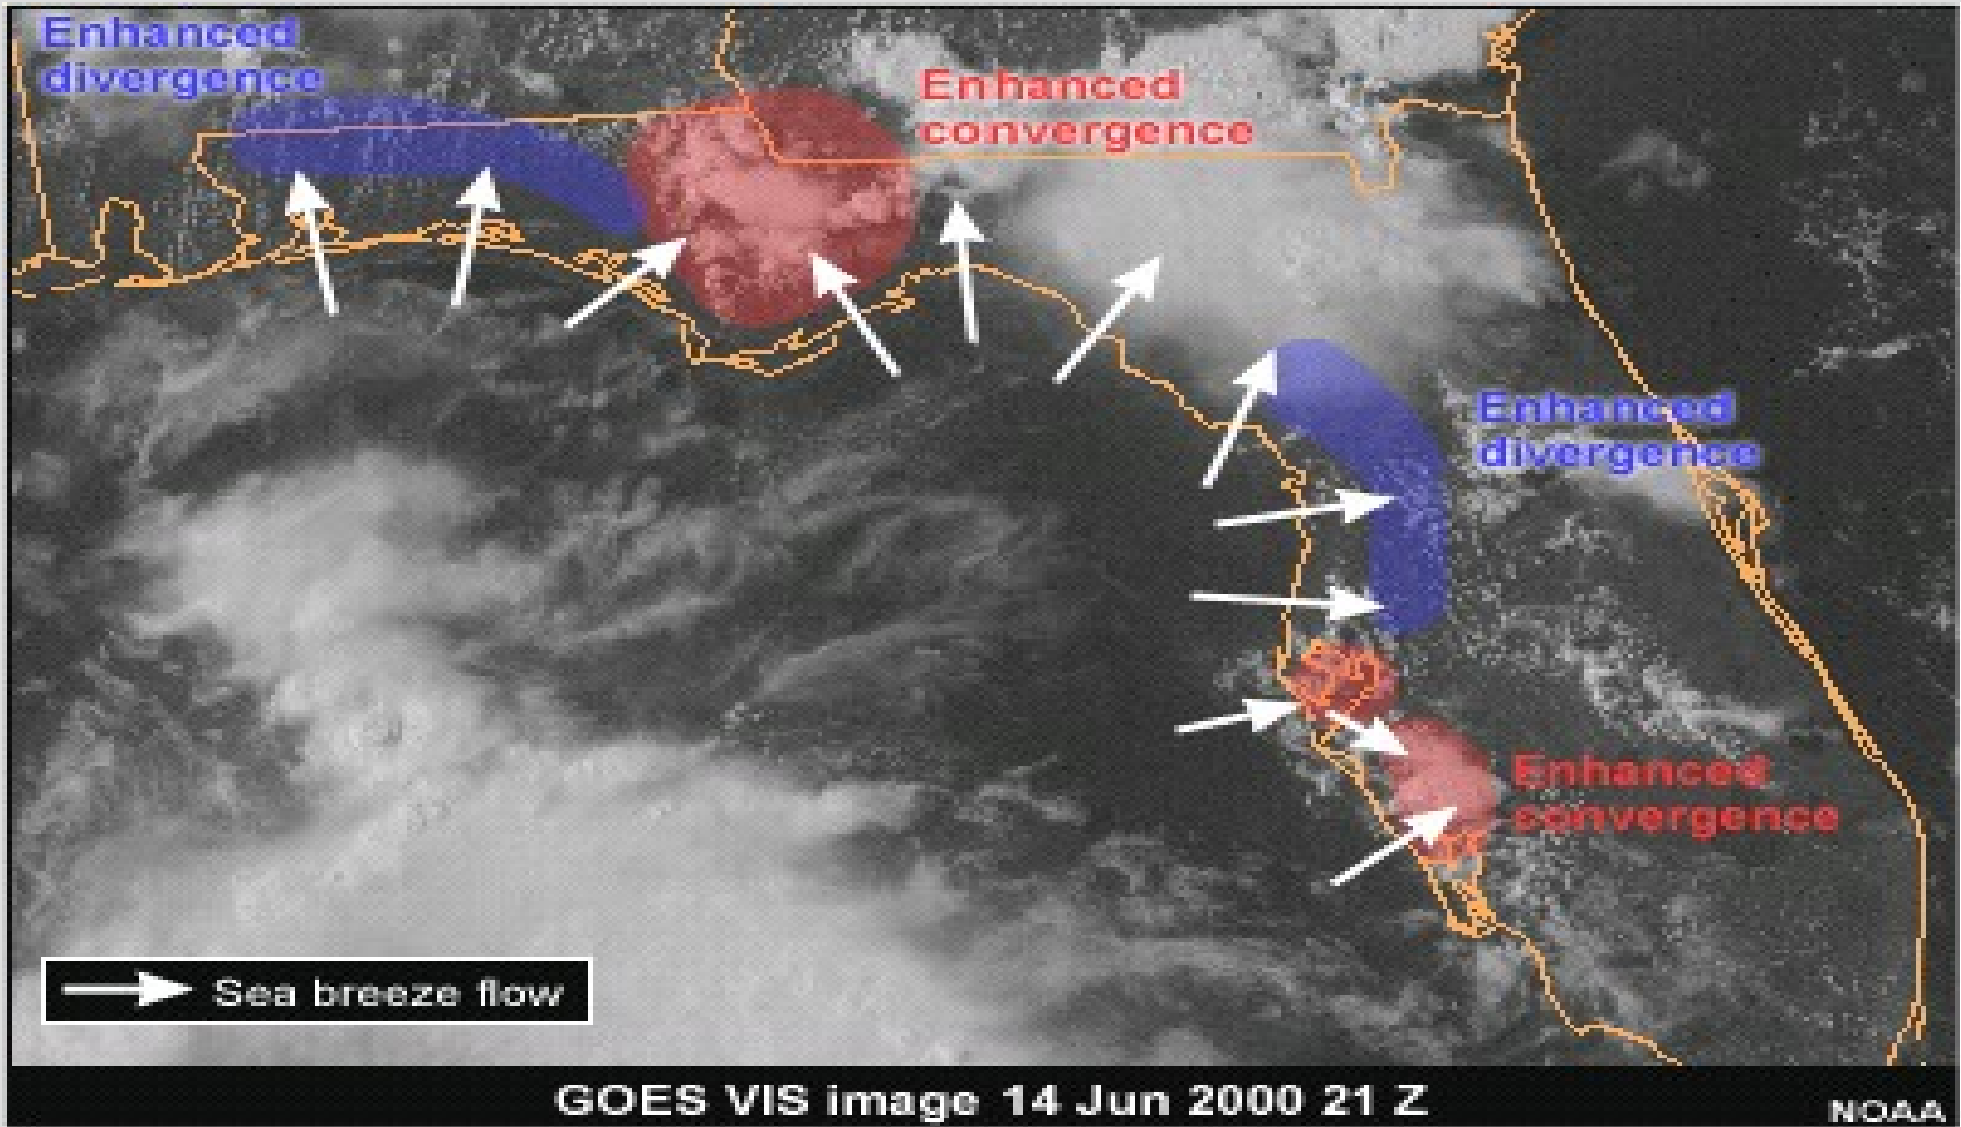 Enhanced
divergence
Enhanced
convergence
Enhanced
divergence
Enhanced
convergence
Sea breeze flow
GOES VIS image 14 Jun 2000 21 Z
NOAA